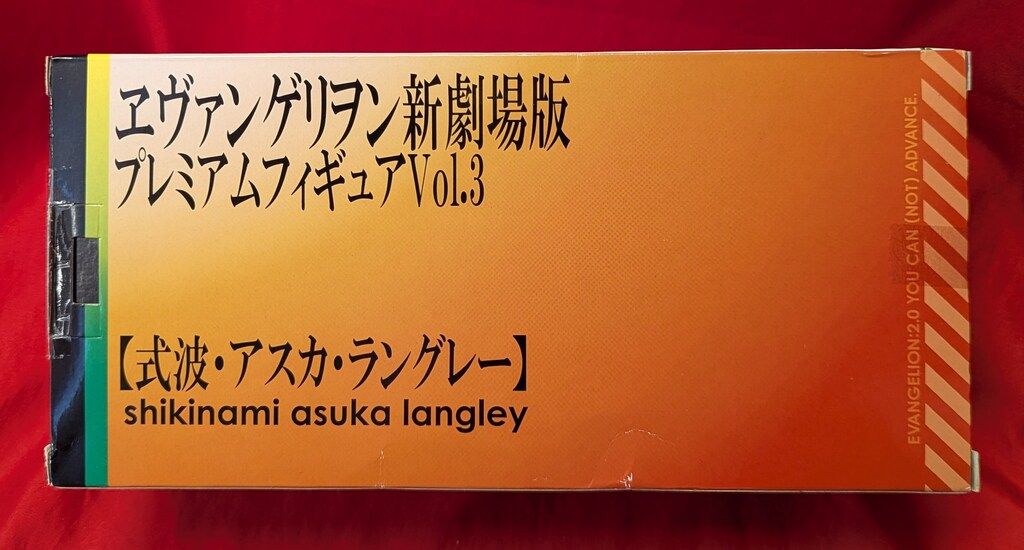 ヱヴァンゲリヲン新劇場版
プレミアムフィギュアVol.3
【式波・アスカ・ラングレー】
shikinami asuka langley
EVANGELION:2.0 YOU CAN (NOT) ADVANCE.